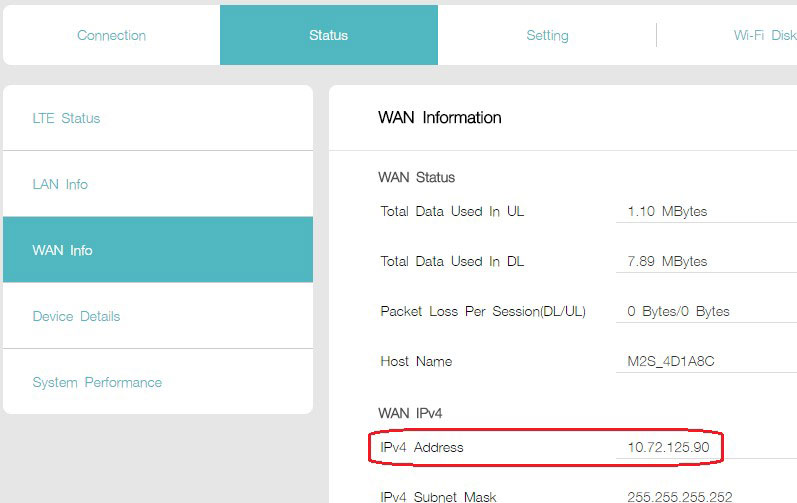 Connection Status Setting Wi-Fi Disk
LTE Status
LAN Info
WAN Info
Device Details
System Performance
WAN Information
WAN Status
Total Data Used In UL 1.10 MBytes
Total Data Used In DL 7.89 MBytes
Packet Loss Per Session(DL/UL) 0 Bytes/0 Bytes
Host Name M2S_4D1A8C
WAN IPv4
IPv4 Address 10.72.125.90
IPv4 Subnet Mask 255.255.255.252